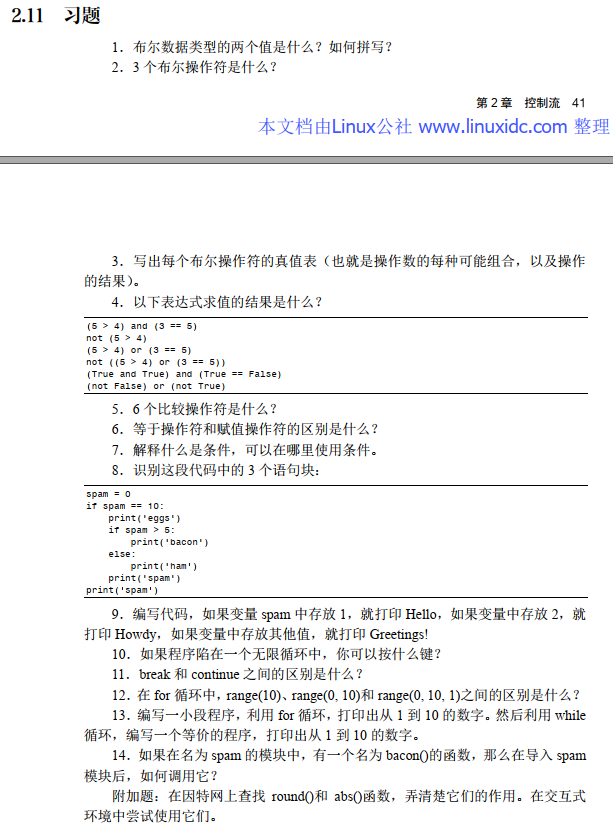 2.11 习题
1．布尔数据类型的两个值是什么？如何拼写？
2．3 个布尔操作符是什么？
第 2 章 控制流 41
本文档由Linux公社 www.linuxidc.com 整理
3．写出每个布尔操作符的真值表（也就是操作数的每种可能组合，以及操作
的结果）。
4．以下表达式求值的结果是什么？
(5 > 4) and (3 == 5)
not (5 > 4)
(5 > 4) or (3 == 5)
not ((5 > 4) or (3 == 5))
(True and True) and (True == False)
(not False) or (not True)
5．6 个比较操作符是什么？
6．等于操作符和赋值操作符的区别是什么？
7．解释什么是条件，可以在哪里使用条件。
8．识别这段代码中的 3 个语句块：
spam = 0
if spam == 10:
    print('eggs')
    if spam > 5:
        print('bacon')
    else:
        print('ham')
    print('spam')
print('spam')
9．编写代码，如果变量 spam 中存放 1，就打印 Hello，如果变量中存放 2，就
打印 Howdy，如果变量中存放其他值，就打印 Greetings!
10．如果程序陷在一个无限循环中，你可以按什么键？
11．break 和 continue 之间的区别是什么？
12．在 for 循环中，range(10)、range(0, 10)和 range(0, 10, 1)之间的区别是什么？
13．编写一小段程序，利用 for 循环，打印出从 1 到 10 的数字。然后利用 while
循环，编写一个等价的程序，打印出从 1 到 10 的数字。
14．如果在名为 spam 的模块中，有一个名为 bacon()的函数，那么在导入 spam
模块后，如何调用它？
附加题：在因特网上查找 round()和 abs()函数，弄清楚它们的作用。在交互式
环境中尝试使用它们。